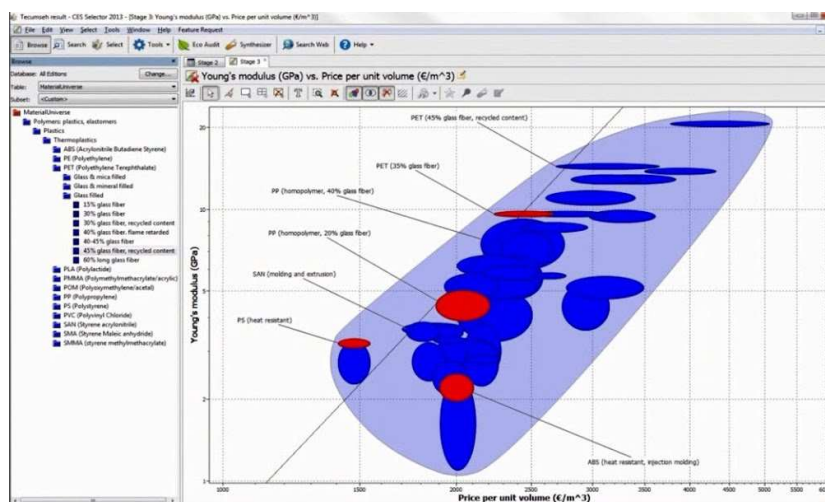 Tecumseh result - CES Selector 2013 - [Stage 3: Young's modulus (GPa) vs. Price per unit volume (€/m^3)]
File Edit View Select Tools Window Help Feature Request
Browse Search Select Tools Eco Audit Synthesizer Search Web Help
Browse
Database: All Editions Change...
Table: MaterialUniverse
Subset: <Custom>
MaterialUniverse
Polymers: plastics, elastomers
Plastics
Thermoplastics
ABS (Acrylonitrile Butadiene Styrene)
PE (Polyethylene)
PET (Polyethylene Terephthalate)
Glass & mica filled
Glass & mineral filled
Glass filled
15% glass fiber
30% glass fiber
30% glass fiber, recycled content
40% glass fiber, flame retarded
40-45% glass fiber
45% glass fiber, recycled content
60% long glass fiber
PLA (Polylactide)
PMMA (Polymethylmethacrylate/acrylic)
POM (Polyoxymethylene/acetal)
PP (Polypropylene)
PS (Polystyrene)
PVC (Polyvinyl Chloride)
SAN (Styrene acrylonitrile)
SMA (Styrene Maleic anhydride)
SMMA (styrene methylmethacrylate)
Stage 2 Stage 3
Young's modulus (GPa) vs. Price per unit volume (€/m^3)
PET (45% glass fiber, recycled content)
PET (35% glass fiber)
PP (homopolymer, 40% glass fiber)
PP (homopolymer, 20% glass fiber)
SAN (molding and extrusion)
PS (heat resistant)
ABS (heat resistant, injection molding)
Young's modulus (GPa)
20
10
5
2
1
1000 2000 2500 3000 3500 4000 4500 5000 5500
Price per unit volume (€/m^3)